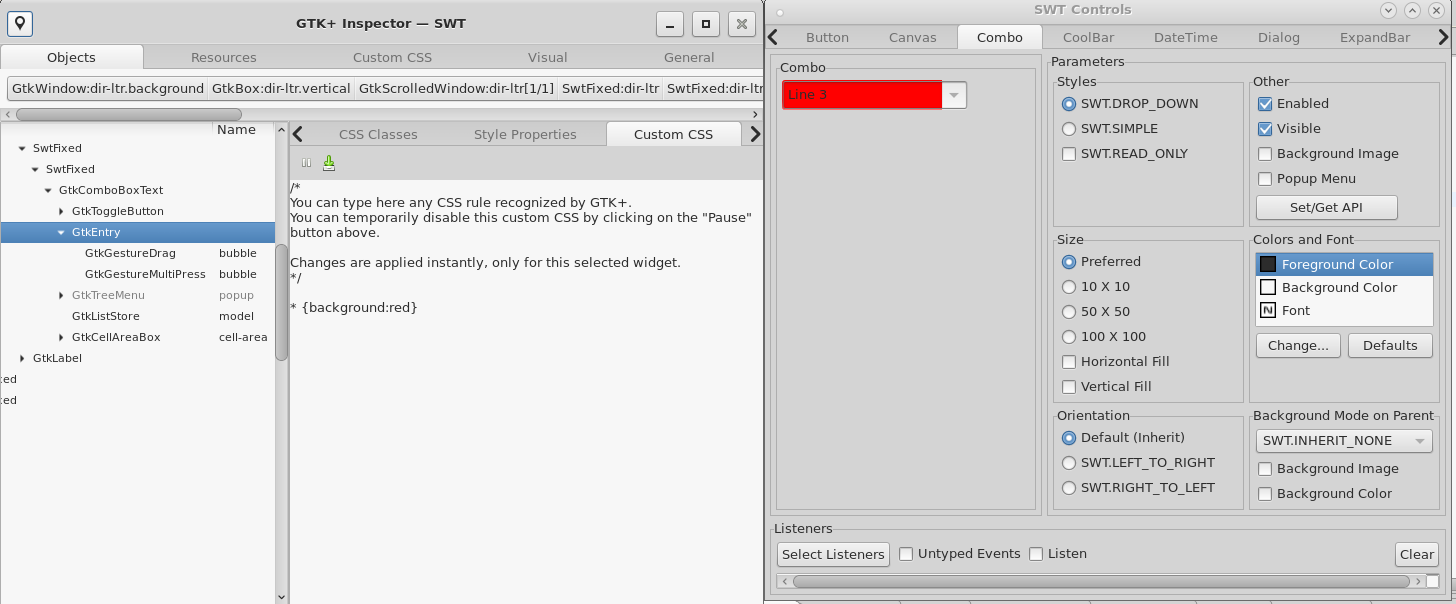 GTK+ Inspector — SWT
Objects Resources Custom CSS Visual General
GtkWindow:dir-ltr.background GtkBox:dir-ltr.vertical GtkScrolledWindow:dir-ltr[1/1] SwtFixed:dir-ltr SwtFixed:dir-ltr
Name
SwtFixed
SwtFixed
GtkComboBoxText
GtkToggleButton
GtkEntry
GtkGestureDrag bubble
GtkGestureMultiPress bubble
GtkTreeMenu popup
GtkListStore model
GtkCellAreaBox cell-area
GtkLabel
ted
ted
CSS Classes Style Properties Custom CSS
/*
You can type here any CSS rule recognized by GTK+.
You can temporarily disable this custom CSS by clicking on the "Pause"
button above.
Changes are applied instantly, only for this selected widget.
*/
* {background:red}
SWT Controls
Button Canvas Combo CoolBar DateTime Dialog ExpandBar
Combo
Line 3
Parameters
Styles
SWT.DROP_DOWN
SWT.SIMPLE
SWT.READ_ONLY
Other
Enabled
Visible
Background Image
Popup Menu
Set/Get API
Size
Preferred
10 X 10
50 X 50
100 X 100
Horizontal Fill
Vertical Fill
Colors and Font
Foreground Color
Background Color
N Font
Change... Defaults
Orientation
Default (Inherit)
SWT.LEFT_TO_RIGHT
SWT.RIGHT_TO_LEFT
Background Mode on Parent
SWT.INHERIT_NONE
Background Image
Background Color
Listeners
Select Listeners Untyped Events Listen Clear